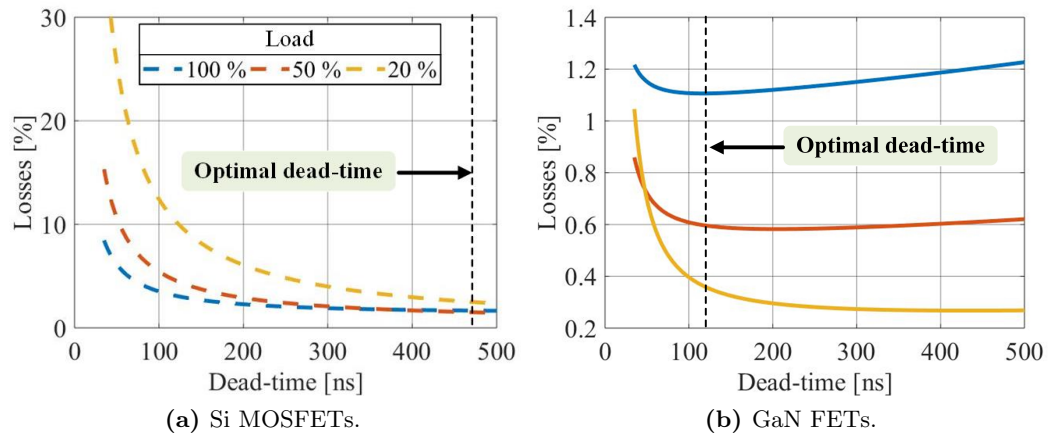 30
20
10
0
0
100
200
300
400
500
Losses [%]
Dead-time [ns]
Load
100 % 50 % 20 %
Optimal dead-time
(a) Si MOSFETs.
1.4
1.2
1
0.8
0.6
0.4
0.2
0
100
200
300
400
500
Losses [%]
Dead-time [ns]
Optimal dead-time
(b) GaN FETs.